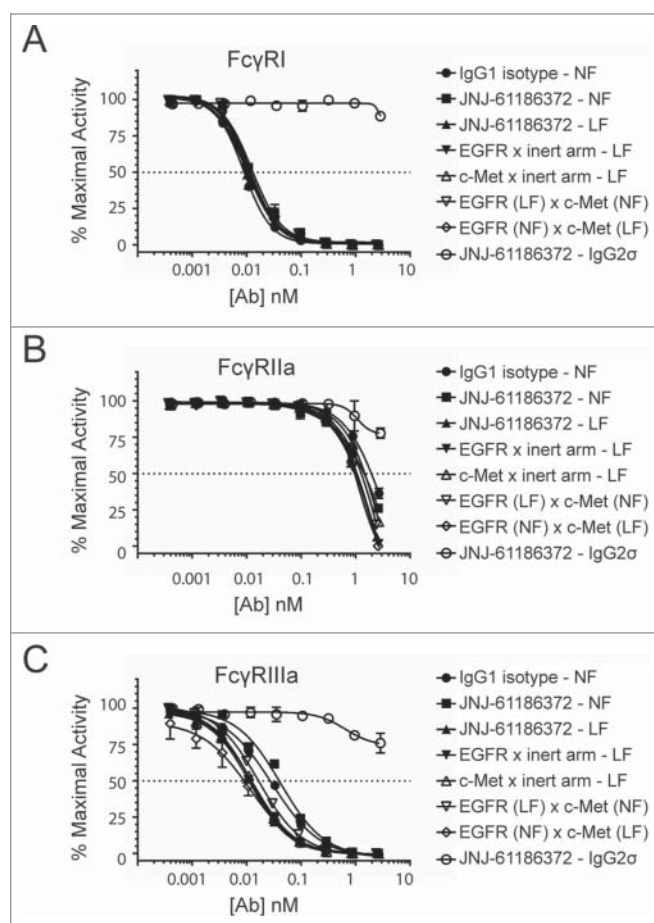 A
FcγRI
% Maximal Activity
100
75
50
25
0
0.001 0.01 0.1 1 10
[Ab] nM
IgG1 isotype - NF
JNJ-61186372 - NF
JNJ-61186372 - LF
EGFR x inert arm - LF
c-Met x inert arm - LF
EGFR (LF) x c-Met (NF)
EGFR (NF) x c-Met (LF)
JNJ-61186372 - IgG2σ
B
FcγRIIa
% Maximal Activity
100
75
50
25
0
0.001 0.01 0.1 1 10
[Ab] nM
IgG1 isotype - NF
JNJ-61186372 - NF
JNJ-61186372 - LF
EGFR x inert arm - LF
c-Met x inert arm - LF
EGFR (LF) x c-Met (NF)
EGFR (NF) x c-Met (LF)
JNJ-61186372 - IgG2σ
C
FcγRIIIa
% Maximal Activity
100
75
50
25
0
0.001 0.01 0.1 1 10
[Ab] nM
IgG1 isotype - NF
JNJ-61186372 - NF
JNJ-61186372 - LF
EGFR x inert arm - LF
c-Met x inert arm - LF
EGFR (LF) x c-Met (NF)
EGFR (NF) x c-Met (LF)
JNJ-61186372 - IgG2σ